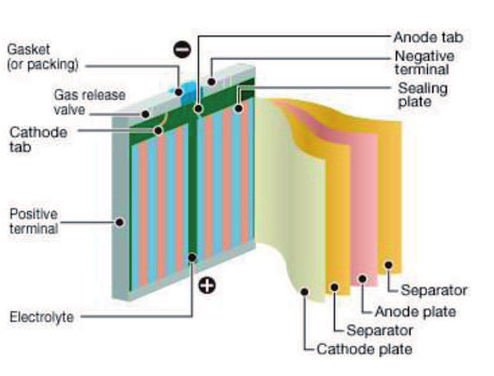 Gasket
(or packing)
Gas release
valve
Cathode
tab
Positive
terminal
Electrolyte
−
+
Anode tab
Negative
terminal
Sealing
plate
Separator
Anode plate
Separator
Cathode plate